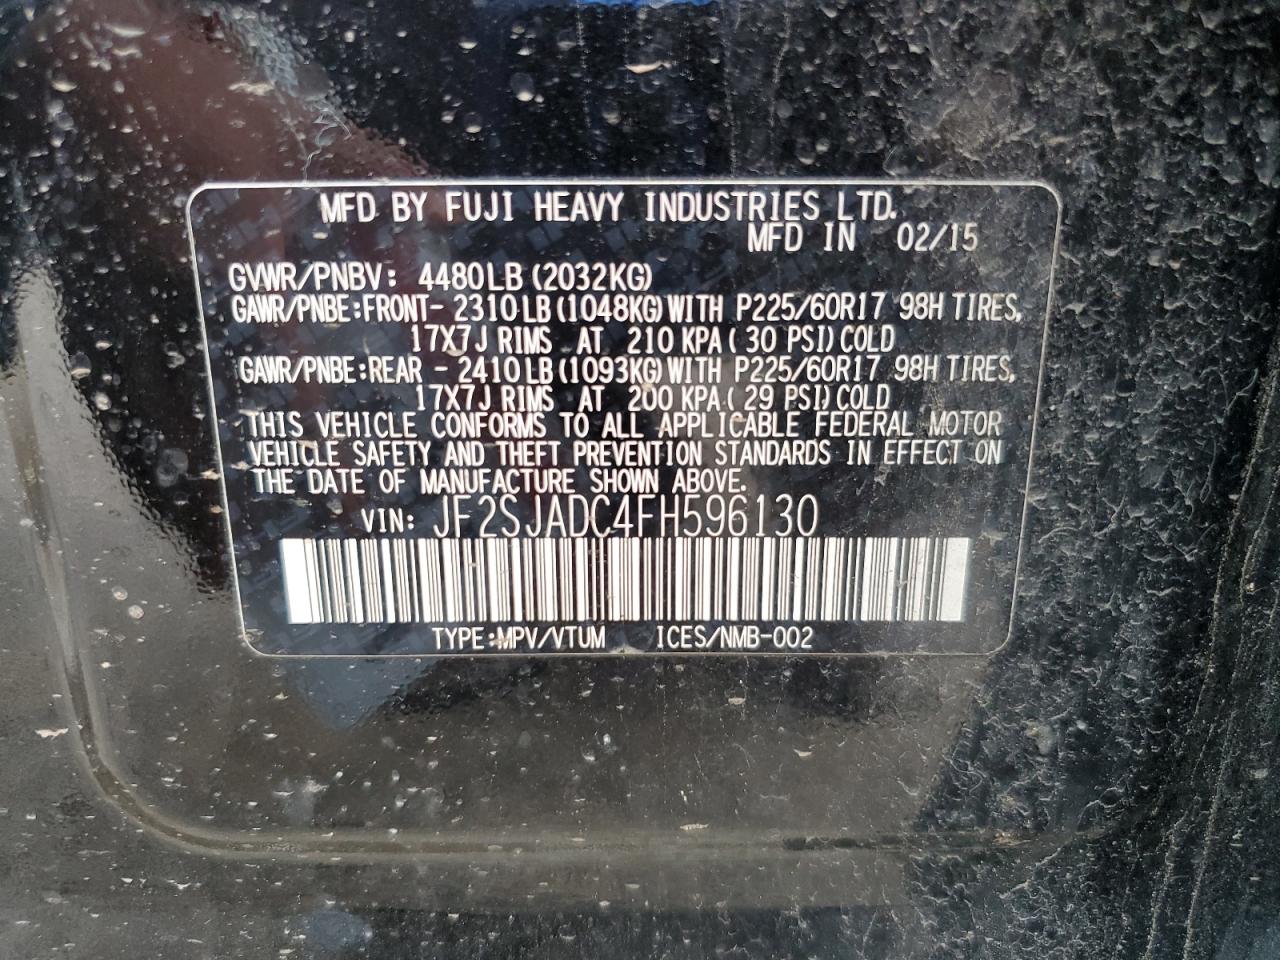 MFD BY FUJI HEAVY INDUSTRIES LTD.
MFD IN 02/15
GVWR/PNBV: 4480LB (2032KG)
GAWR/PNBE:FRONT- 2310LB (1048KG) WITH P225/60R17 98H TIRES,
17X7J RIMS AT 210 KPA ( 30 PSI) COLD
GAWR/PNBE:REAR - 2410LB (1093KG) WITH P225/60R17 98H TIRES,
17X7J RIMS AT 200 KPA ( 29 PSI) COLD
THIS VEHICLE CONFORMS TO ALL APPLICABLE FEDERAL MOTOR
VEHICLE SAFETY AND THEFT PREVENTION STANDARDS IN EFFECT ON
THE DATE OF MANUFACTURE SHOWN ABOVE.
VIN: JF2SJADC4FH596130
TYPE:MPV/VTUM ICES/NMB-002